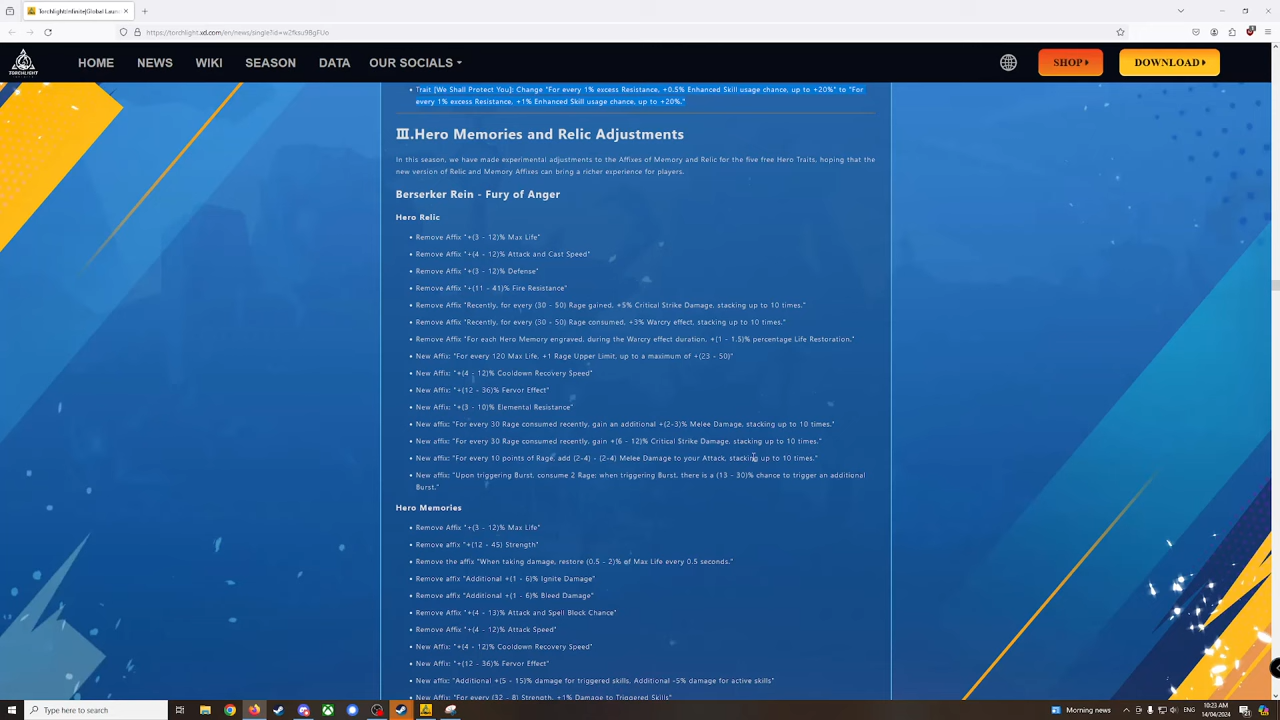 Torchlight:Infinite|Global Laun
https://torchlight.xd.com/en/news/single?id=w2fksu9BgFUo
TORCHLIGHT
HOME
NEWS
WIKI
SEASON
DATA
OUR SOCIALS
SHOP
DOWNLOAD
• Trait [We Shall Protect You]: Change "For every 1% excess Resistance, +0.5% Enhanced Skill usage chance, up to +20%" to "For
every 1% excess Resistance, +1% Enhanced Skill usage chance, up to +20%."
Ⅲ.Hero Memories and Relic Adjustments
In this season, we have made experimental adjustments to the Affixes of Memory and Relic for the five free Hero Traits, hoping that the
new version of Relic and Memory Affixes can bring a richer experience for players.
Berserker Rein - Fury of Anger
Hero Relic
• Remove Affix "+(3 - 12)% Max Life"
• Remove Affix "+(4 - 12)% Attack and Cast Speed"
• Remove Affix "+(3 - 12)% Defense"
• Remove Affix "+(11 - 41)% Fire Resistance"
• Remove Affix "Recently, for every (30 - 50) Rage gained, +5% Critical Strike Damage, stacking up to 10 times."
• Remove Affix "Recently, for every (30 - 50) Rage consumed, +3% Warcry effect, stacking up to 10 times."
• Remove Affix "For each Hero Memory engraved, during the Warcry effect duration, +(1 - 1.5)% percentage Life Restoration."
• New Affix: "For every 120 Max Life, +1 Rage Upper Limit, up to a maximum of +(23 - 50)"
• New Affix: "+(4 - 12)% Cooldown Recovery Speed"
• New Affix: "+(12 - 36)% Fervor Effect"
• New Affix: "+(3 - 10)% Elemental Resistance"
• New affix: "For every 30 Rage consumed recently, gain an additional +(2-3)% Melee Damage, stacking up to 10 times."
• New affix: "For every 30 Rage consumed recently, gain +(6 - 12)% Critical Strike Damage, stacking up to 10 times."
• New affix: "For every 10 points of Rage, add (2-4) - (2-4) Melee Damage to your Attack, stacking up to 10 times."
• New affix: "Upon triggering Burst, consume 2 Rage; when triggering Burst, there is a (13 - 30)% chance to trigger an additional
Burst."
Hero Memories
• Remove Affix "+(3 - 12)% Max Life"
• Remove affix "+(12 - 45) Strength"
• Remove the affix "When taking damage, restore (0.5 - 2)% of Max Life every 0.5 seconds."
• Remove affix "Additional +(1 - 6)% Ignite Damage"
• Remove affix "Additional +(1 - 6)% Bleed Damage"
• Remove Affix "+(4 - 13)% Attack and Spell Block Chance"
• Remove Affix "+(4 - 12)% Attack Speed"
• New Affix: "+(4 - 12)% Cooldown Recovery Speed"
• New Affix: "+(12 - 36)% Fervor Effect"
• New Affix: "Additional +(5 - 15)% damage for triggered skills, Additional -5% damage for active skills"
• New Affix: "For every (32 - 8) Strength, +1% Damage to Triggered Skills"
Type here to search
Morning news
10:23 AM
14/04/2024